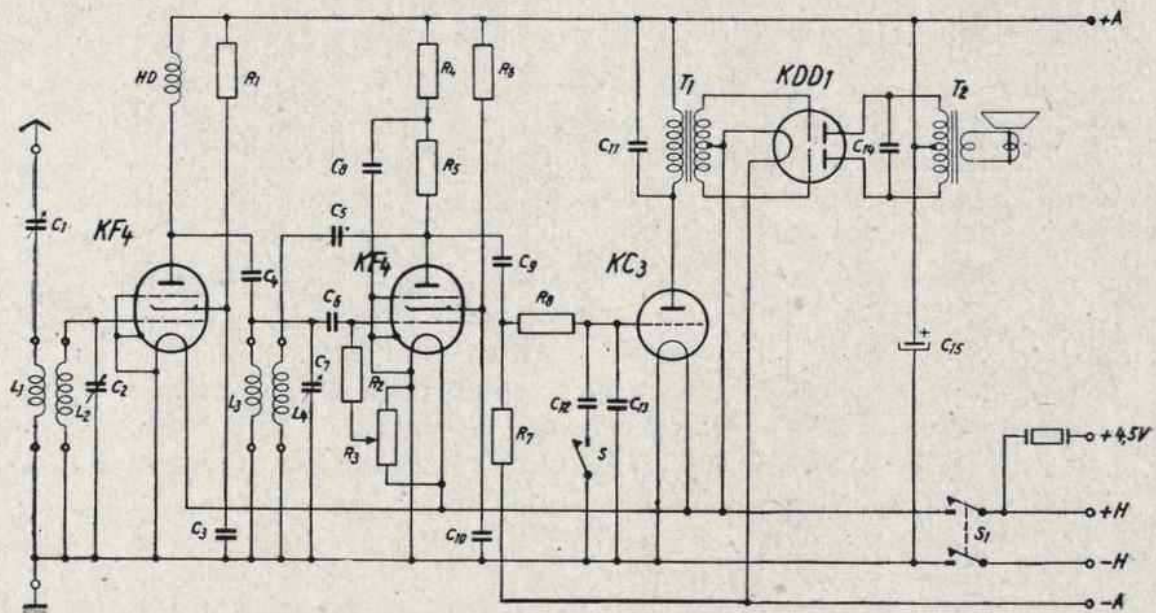 +A
HD
R1
R4
R6
KDD1
T1
T2
C17
C14
C8
R5
C1
KF4
C5
KF4
C4
C9
KC3
C6
R8
C15
L1
L2
C2
L3
L4
C7
R2
R3
C12
C13
R7
S
+4,5V
C3
C10
S1
+H
-H
-A